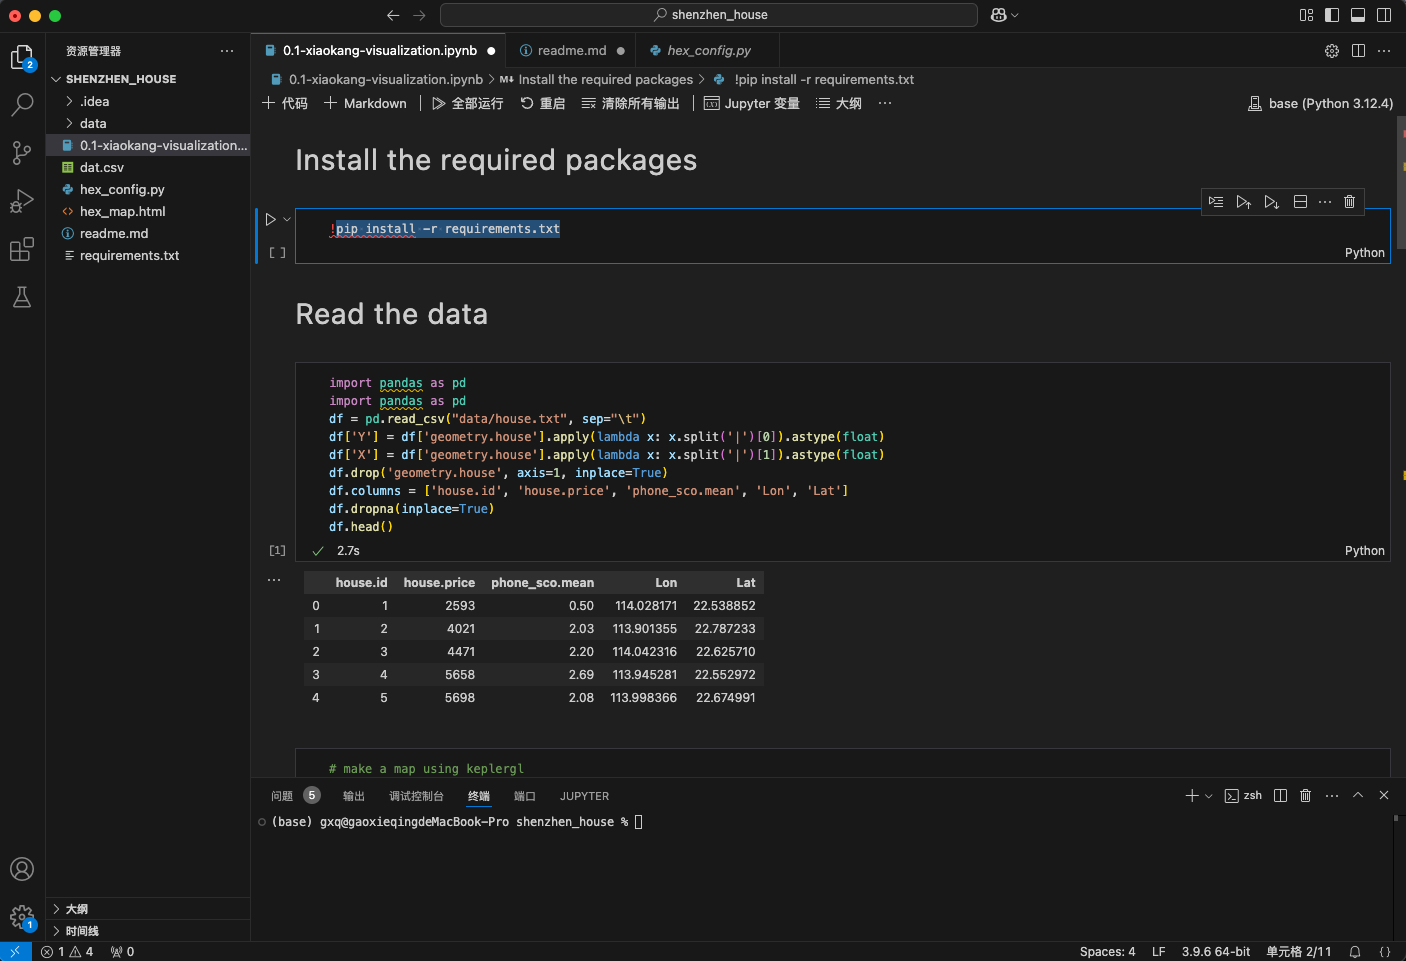 shenzhen_house
资源管理器
2
SHENZHEN_HOUSE
.idea
data
0.1-xiaokang-visualization...
dat.csv
hex_config.py
hex_map.html
readme.md
requirements.txt
大纲
时间线
1
0.1-xiaokang-visualization.ipynb
readme.md
hex_config.py
0.1-xiaokang-visualization.ipynb > M↓ Install the required packages > !pip install -r requirements.txt
+ 代码 + Markdown 全部运行 重启 清除所有输出 Jupyter 变量 大纲 ...
base (Python 3.12.4)
Install the required packages
!pip install -r requirements.txt
[ ]
Python
Read the data
import pandas as pd
import pandas as pd
df = pd.read_csv("data/house.txt", sep="\t")
df['Y'] = df['geometry.house'].apply(lambda x: x.split('|')[0]).astype(float)
df['X'] = df['geometry.house'].apply(lambda x: x.split('|')[1]).astype(float)
df.drop('geometry.house', axis=1, inplace=True)
df.columns = ['house.id', 'house.price', 'phone_sco.mean', 'Lon', 'Lat']
df.dropna(inplace=True)
df.head()
[1] ✓ 2.7s
Python
house.id house.price phone_sco.mean Lon Lat
0 1 2593 0.50 114.028171 22.538852
1 2 4021 2.03 113.901355 22.787233
2 3 4471 2.20 114.042316 22.625710
3 4 5658 2.69 113.945281 22.552972
4 5 5698 2.08 113.998366 22.674991
# make a map using keplergl
问题 5 输出 调试控制台 终端 端口 JUPYTER
zsh
(base) gxq@gaoxieqingdeMacBook-Pro shenzhen_house %
1 4 0
Spaces: 4 LF 3.9.6 64-bit 单元格 2/11 {}